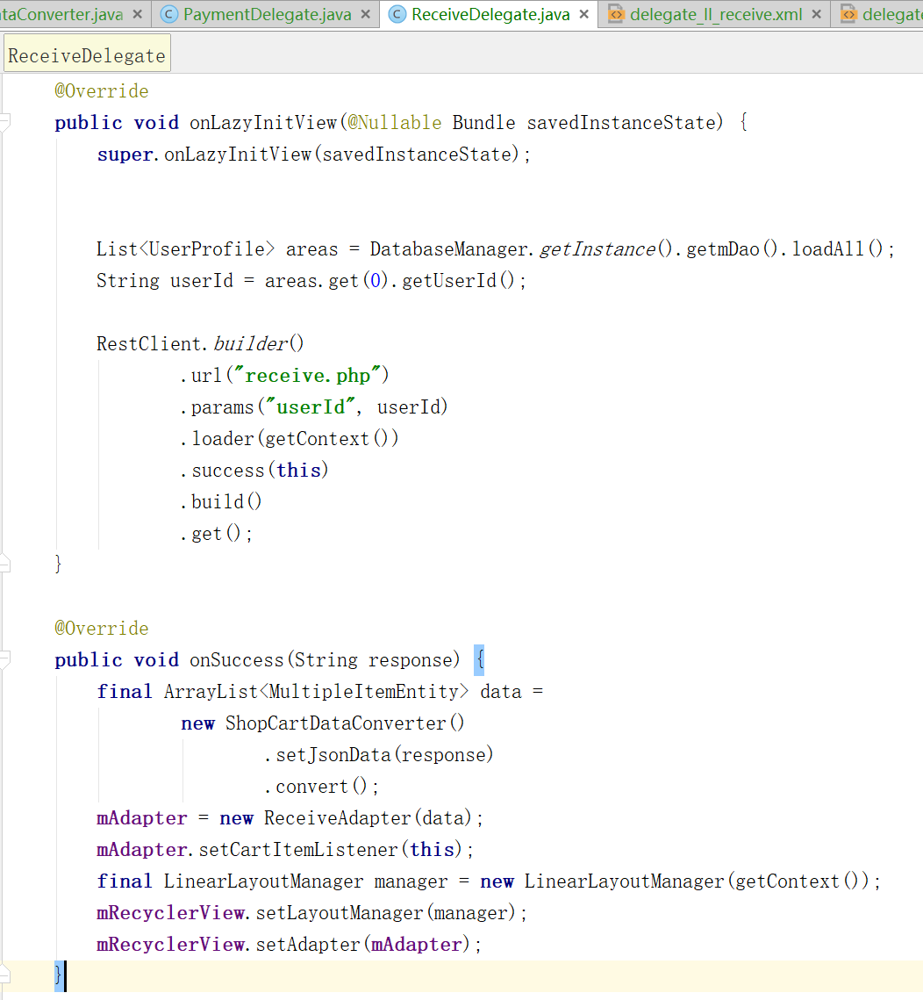 taConverter.java × PaymentDelegate.java × ReceiveDelegate.java × delegate_ll_receive.xml × delegate
ReceiveDelegate
@Override
public void onLazyInitView(@Nullable Bundle savedInstanceState) {
super.onLazyInitView(savedInstanceState);
List<UserProfile> areas = DatabaseManager.getInstance().getmDao().loadAll();
String userId = areas.get(0).getUserId();
RestClient.builder()
.url("receive.php")
.params("userId", userId)
.loader(getContext())
.success(this)
.build()
.get();
}
@Override
public void onSuccess(String response) {
final ArrayList<MultipleItemEntity> data =
new ShopCartDataConverter()
.setJsonData(response)
.convert();
mAdapter = new ReceiveAdapter(data);
mAdapter.setCartItemListener(this);
final LinearLayoutManager manager = new LinearLayoutManager(getContext());
mRecyclerView.setLayoutManager(manager);
mRecyclerView.setAdapter(mAdapter);
}